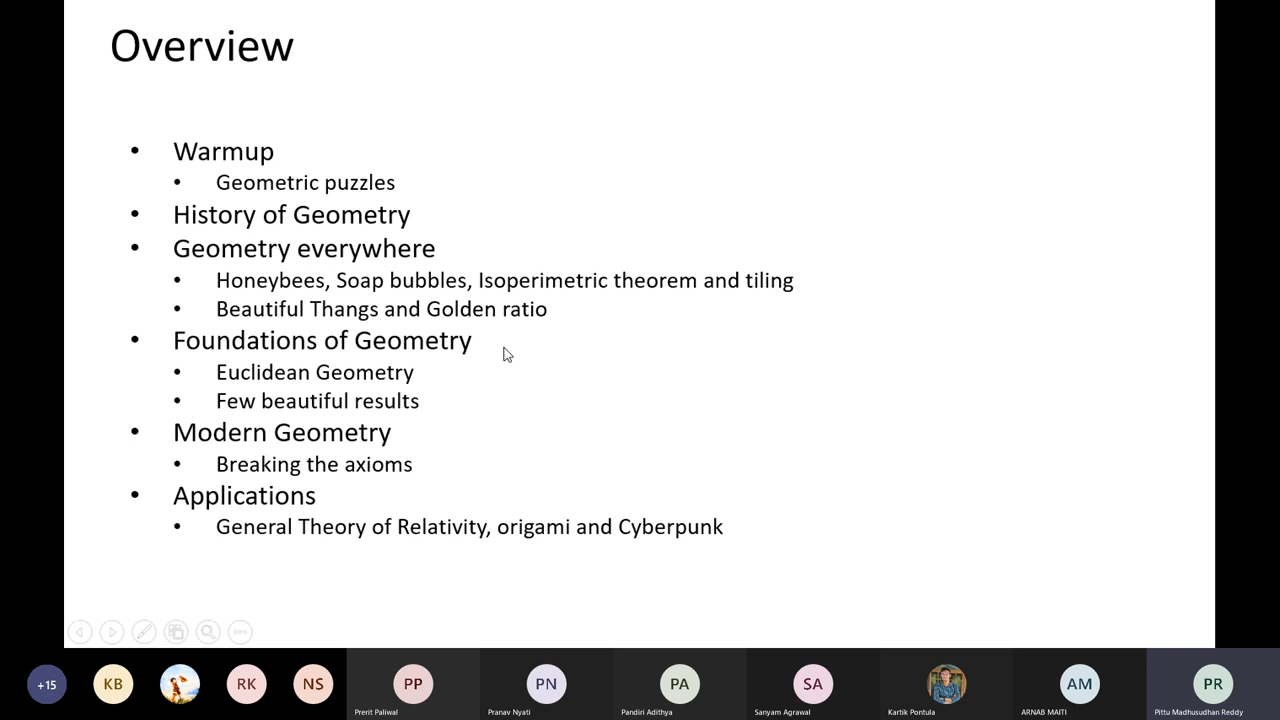 Overview
• Warmup
• Geometric puzzles
• History of Geometry
• Geometry everywhere
• Honeybees, Soap bubbles, Isoperimetric theorem and tiling
• Beautiful Thangs and Golden ratio
• Foundations of Geometry
• Euclidean Geometry
• Few beautiful results
• Modern Geometry
• Breaking the axioms
• Applications
• General Theory of Relativity, origami and Cyberpunk
+15 KB RK NS PP PN PA SA AM PR
Prerit Paliwal Pranav Nyati Pandiri Adithya Sanyam Agrawal Kartik Pontula ARNAB MAITI Pittu Madhusudhan Reddy